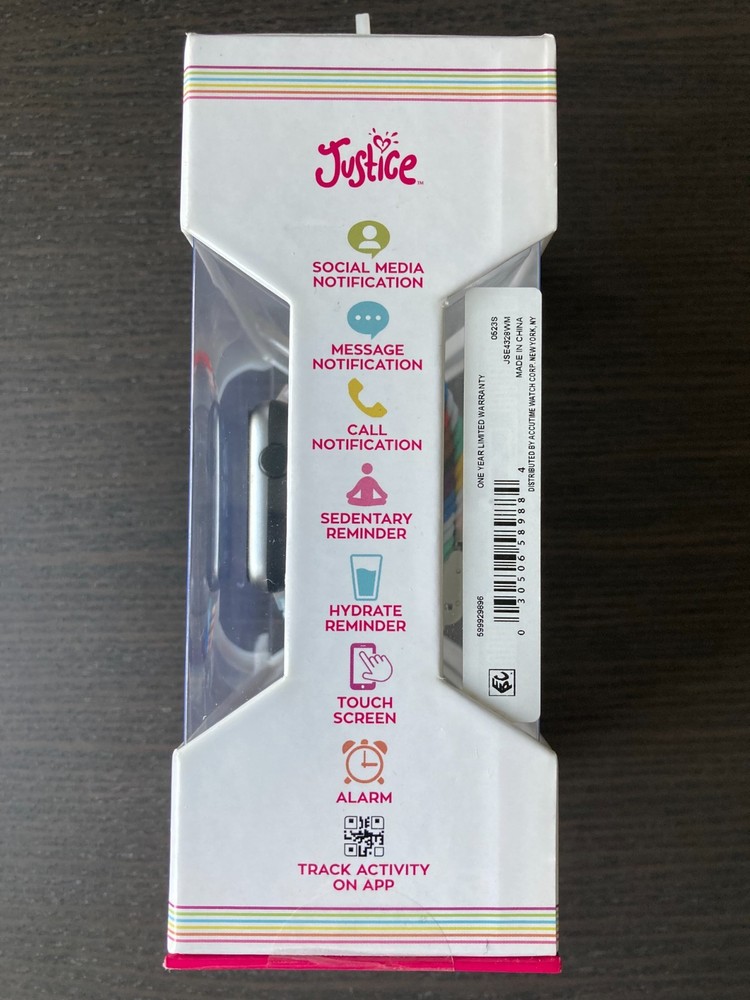 Justice™
SOCIAL MEDIA
NOTIFICATION
MESSAGE
NOTIFICATION
CALL
NOTIFICATION
SEDENTARY
REMINDER
HYDRATE
REMINDER
TOUCH
SCREEN
ALARM
TRACK ACTIVITY
ON APP
599929896
ONE YEAR LIMITED WARRANTY
0523S
JSE4328WM
MADE IN CHINA
DISTRIBUTED BY ACCUTIME WATCH CORP. NEW YORK, NY
0 30506 58988 4